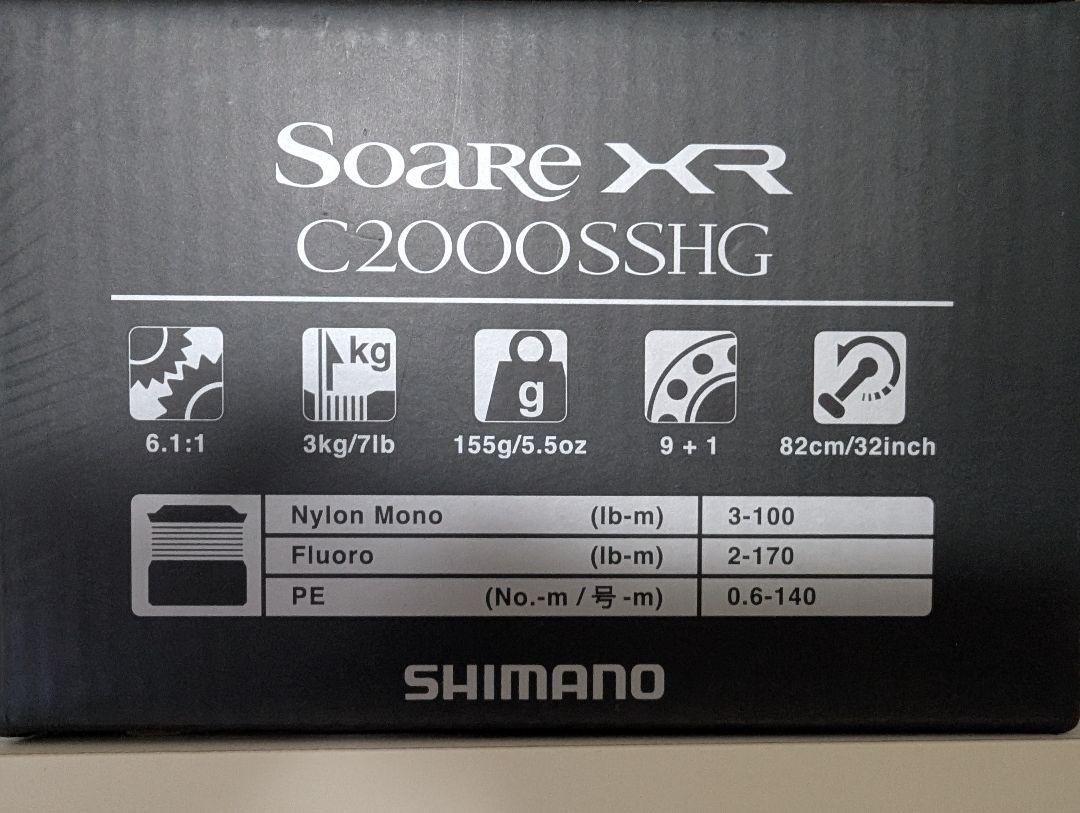 Soare XR
C2000SSHG
kg
g
6.1:1 3kg/7lb 155g/5.5oz 9 + 1 82cm/32inch
Nylon Mono (lb-m) 3-100
Fluoro (lb-m) 2-170
PE (No.-m / 号 -m) 0.6-140
SHIMANO